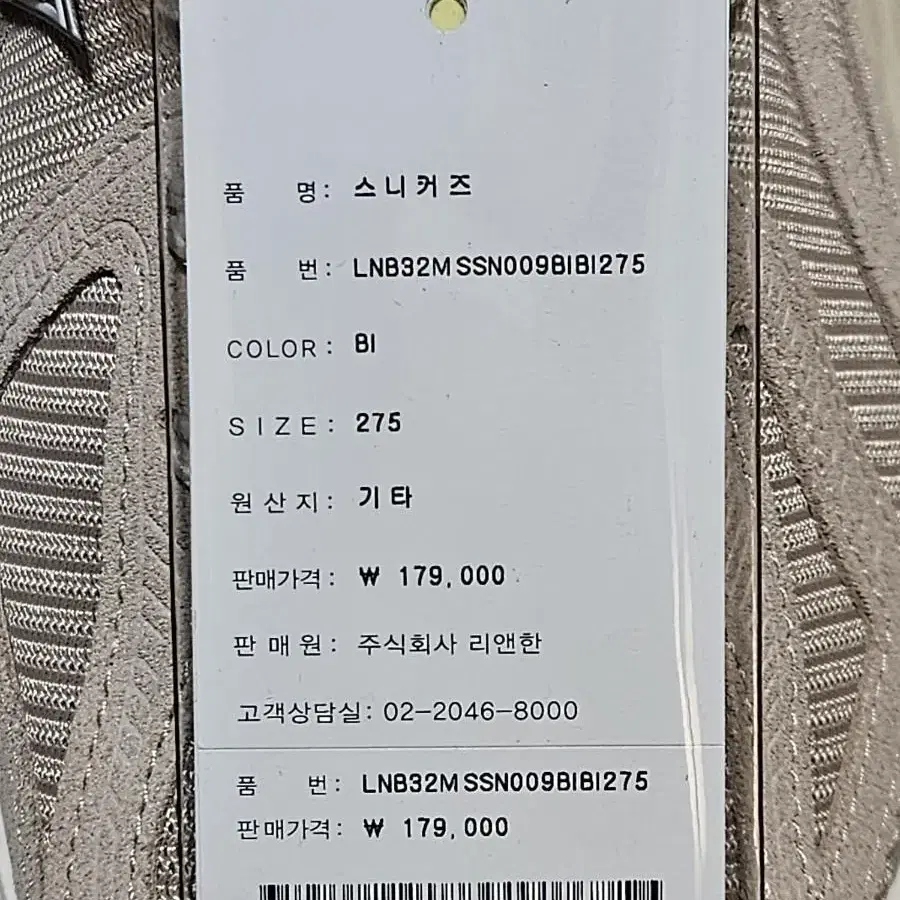 품 명: 스니커즈
품 번: LNB32MSSN009BIBI275
COLOR: BI
SIZE: 275
원산지: 기타
판매가격: ₩ 179,000
판매원: 주식회사 리앤한
고객상담실: 02-2046-8000
품 번: LNB32MSSN009BIBI275
판매가격: ₩ 179,000